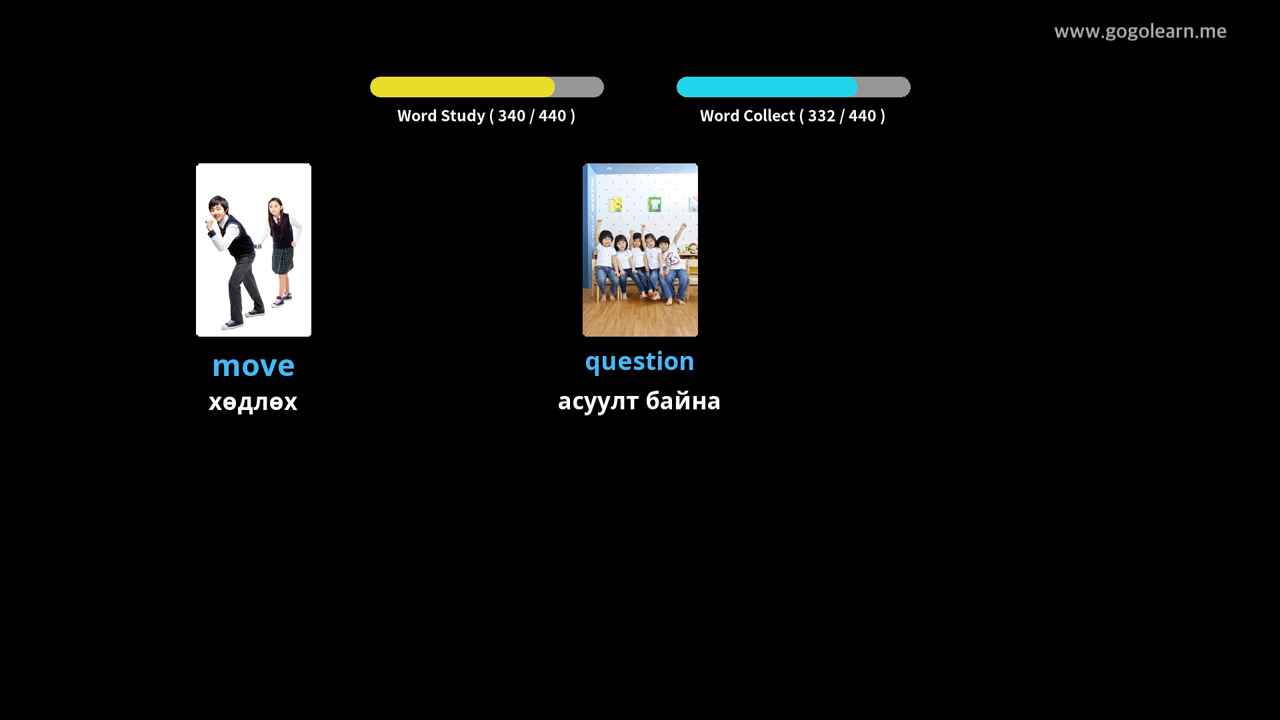 www.gogolearn.me
Word Study ( 340 / 440 )
Word Collect ( 332 / 440 )
move
хөдлөх
question
асуулт байна